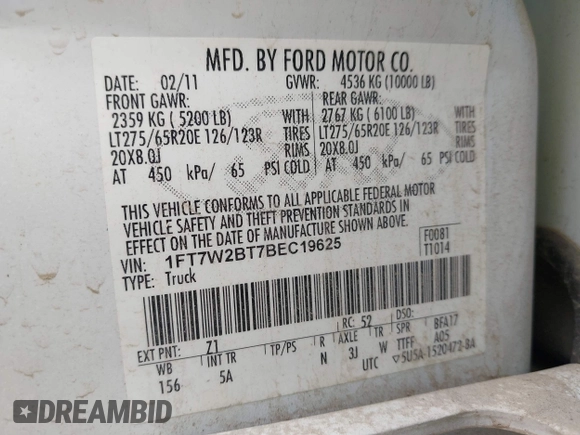 MFD. BY FORD MOTOR CO.
DATE: 02/11 GVWR: 4536 KG (10000 LB)
FRONT GAWR: REAR GAWR:
2359 KG ( 5200 LB) WITH 2767 KG ( 6100 LB) WITH
LT275/65R20E 126/123R TIRES LT275/65R20E 126/123R TIRES
20X8.0J RIMS 20X8.0J RIMS
AT 450 kPa/ 65 PSI COLD AT 450 kPa/ 65 PSI COLD
THIS VEHICLE CONFORMS TO ALL APPLICABLE FEDERAL MOTOR
VEHICLE SAFETY AND THEFT PREVENTION STANDARDS IN
EFFECT ON THE DATE OF MANUFACTURE SHOWN ABOVE.
VIN: 1FT7W2BT7BEC19625 F0081
TYPE: Truck T1014
EXT PNT: Z1 RC: 52 DSO:
WB INT TR TP/PS R AXLE TR SPR BFA17
156 5A N 3J W TTFF A05
UTC ▽5U5A-1520472-BA
DREAMBID